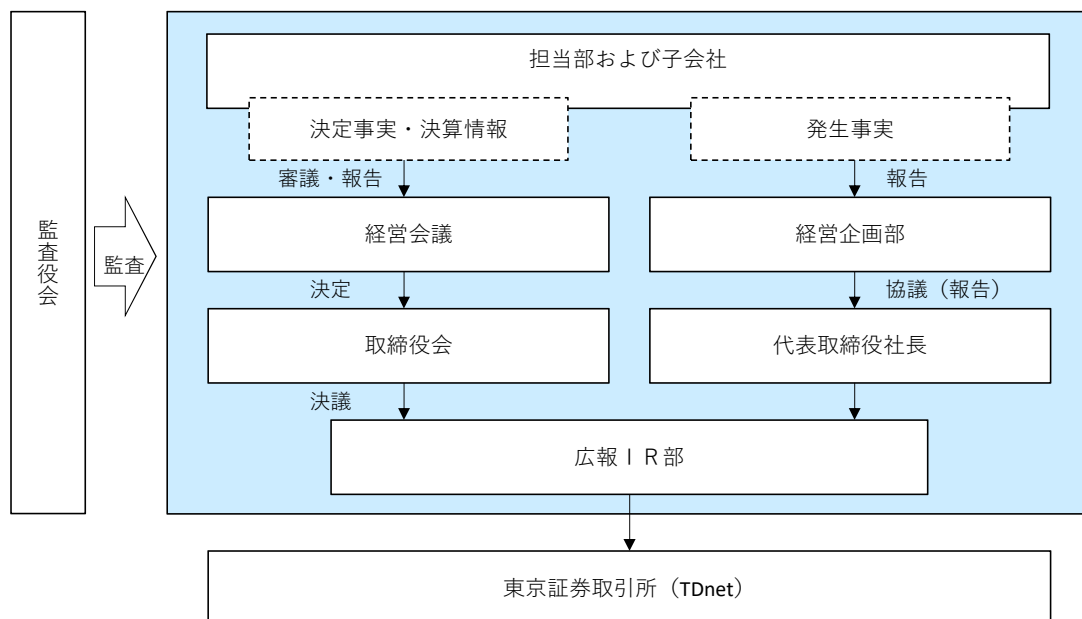 担当部および子会社
決定事実・決算情報
発生事実
審議・報告
報告
経営会議
経営企画部
監査役会
監査
決定
協議（報告）
取締役会
代表取締役社長
決議
広報ＩＲ部
東京証券取引所（TDnet）